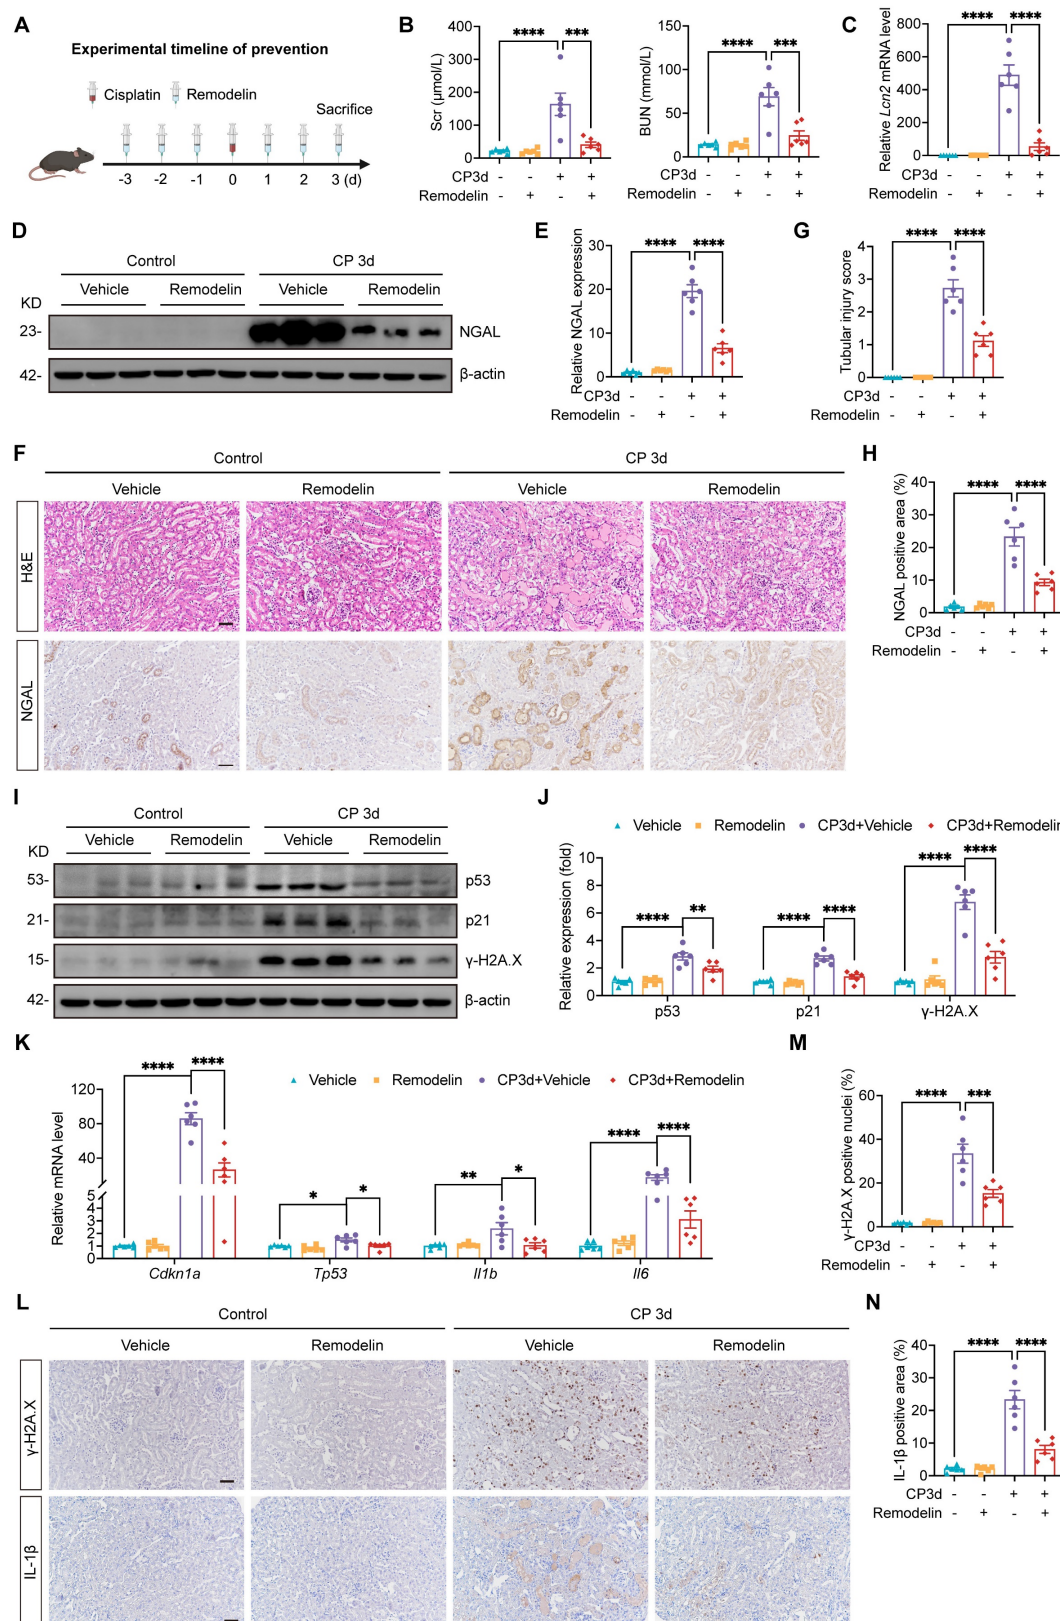 A
Experimental timeline of prevention
Cisplatin Remodelin
Sacrifice
-3 -2 -1 0 1 2 3 (d)
B
Scr (μmol/L)
400
300
200
100
0
**** ***
CP3d - - + +
Remodelin - + - +
BUN (mmol/L)
150
100
50
0
**** ***
CP3d - - + +
Remodelin - + - +
C
Relative Lcn2 mRNA level
800
600
400
200
0
**** ****
CP3d - - + +
Remodelin - + - +
D
Control CP 3d
Vehicle Remodelin Vehicle Remodelin
KD
23- NGAL
42- β-actin
E
Relative NGAL expression
30
20
10
0
**** ****
CP3d - - + +
Remodelin - + - +
G
Tubular injury score
4
3
2
1
0
**** ****
CP3d - - + +
Remodelin - + - +
F
Control CP 3d
Vehicle Remodelin Vehicle Remodelin
H&E
NGAL
H
NGAL positive area (%)
40
30
20
10
0
**** ****
CP3d - - + +
Remodelin - + - +
I
Control CP 3d
Vehicle Remodelin Vehicle Remodelin
KD
53- p53
21- p21
15- γ-H2A.X
42- β-actin
J
Vehicle Remodelin CP3d+Vehicle CP3d+Remodelin
Relative expression (fold)
10
8
6
4
2
0
**** **
**** ****
**** ****
p53 p21 γ-H2A.X
K
Vehicle Remodelin CP3d+Vehicle CP3d+Remodelin
Relative mRNA level
120
80
40
5
4
3
2
1
0
**** ****
* *
** *
**** ****
Cdkn1a Tp53 Il1b Il6
M
γ-H2A.X positive nuclei (%)
60
40
20
0
**** ***
CP3d - - + +
Remodelin - + - +
L
Control CP 3d
Vehicle Remodelin Vehicle Remodelin
γ-H2A.X
IL-1β
N
IL-1β positive area (%)
40
30
20
10
0
**** ****
CP3d - - + +
Remodelin - + - +